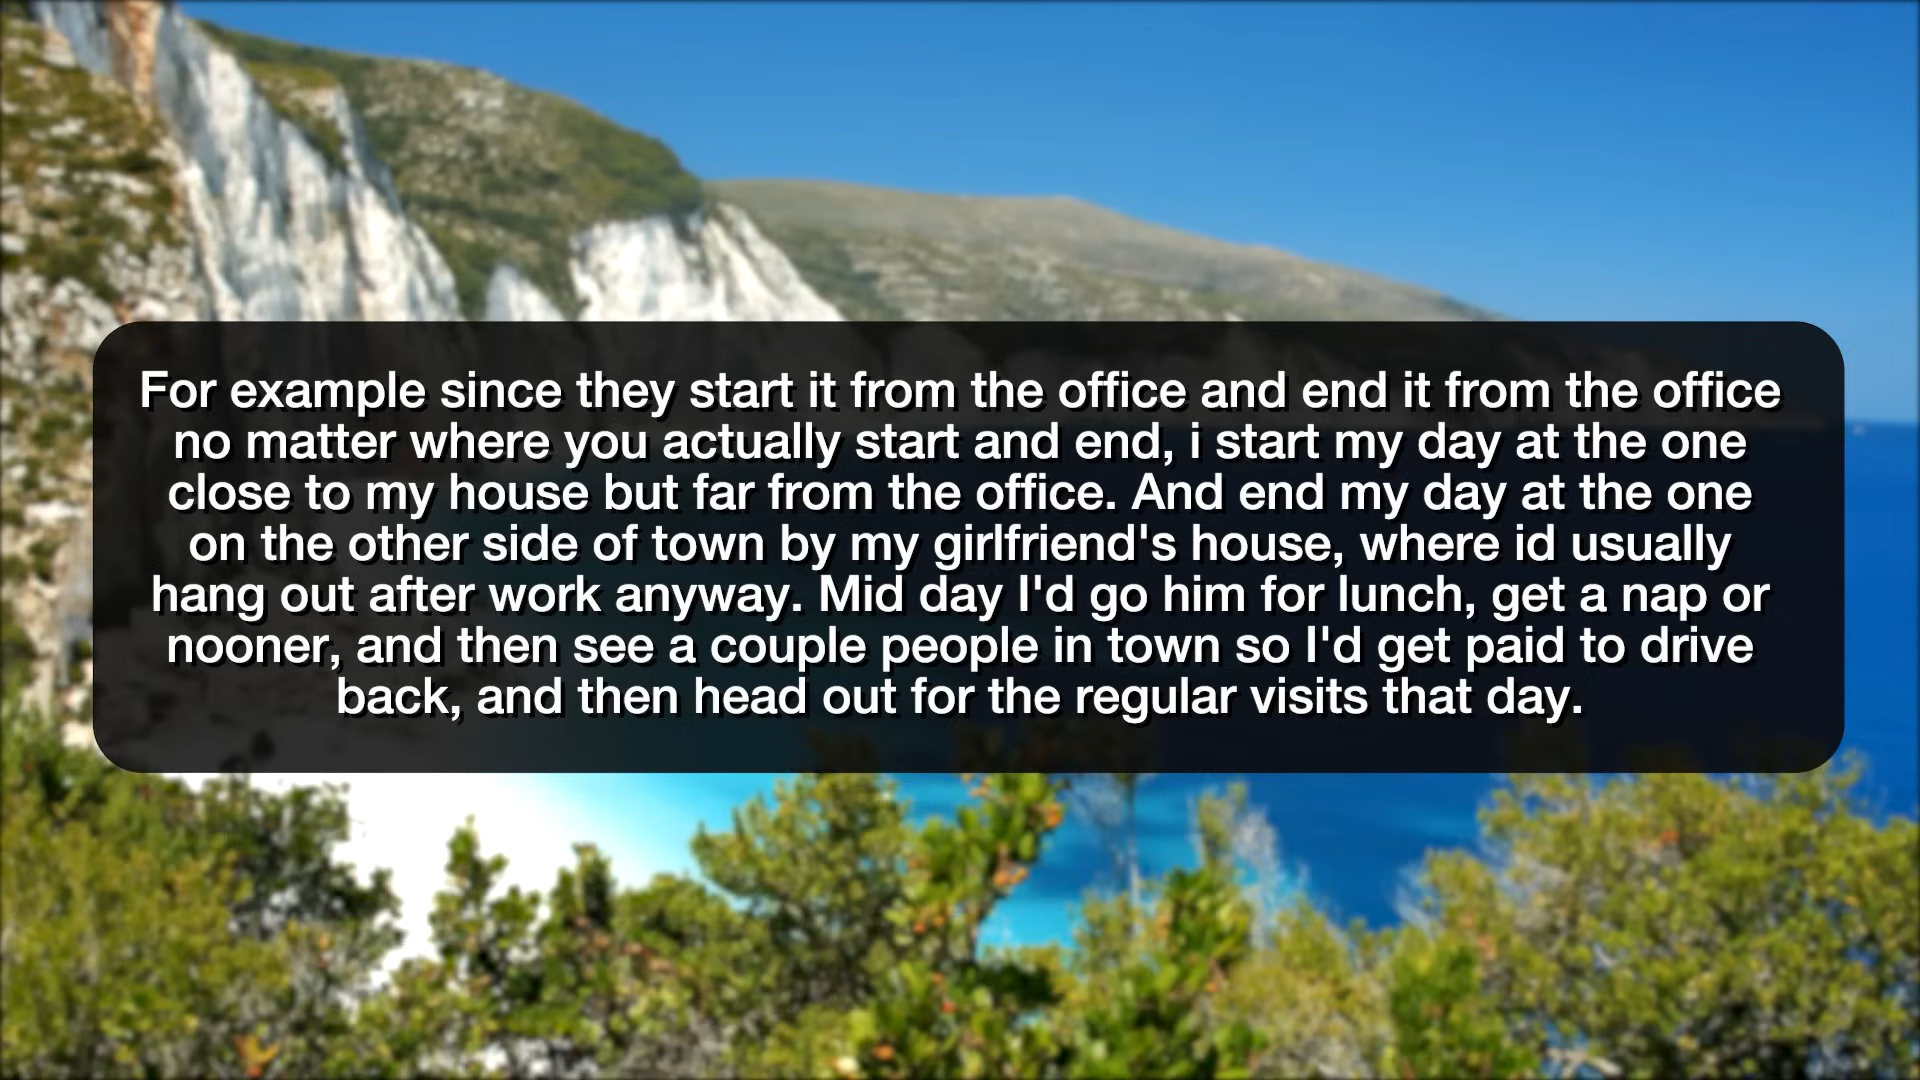 For example since they start it from the office and end it from the office
no matter where you actually start and end, i start my day at the one
close to my house but far from the office. And end my day at the one
on the other side of town by my girlfriend's house, where id usually
hang out after work anyway. Mid day I'd go him for lunch, get a nap or
nooner, and then see a couple people in town so I'd get paid to drive
back, and then head out for the regular visits that day.